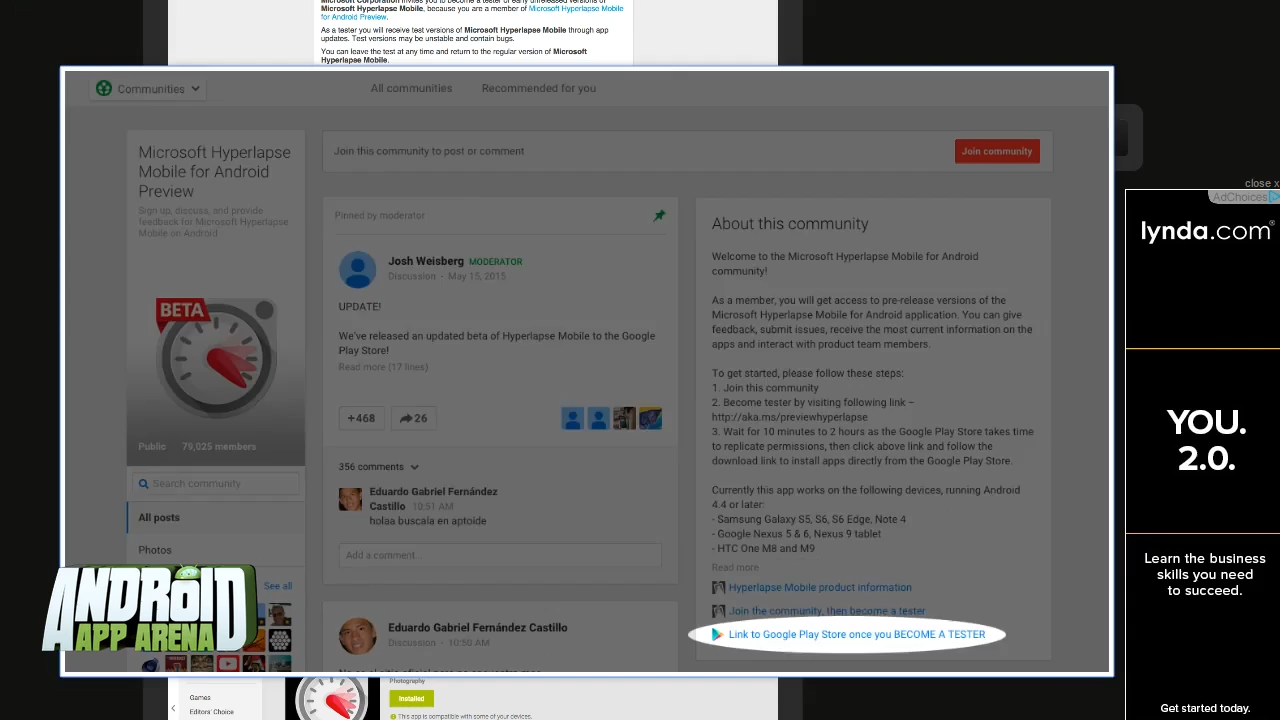 Microsoft Corporation invites you to become a tester of early unreleased versions of
Microsoft Hyperlapse Mobile, because you are a member of Microsoft Hyperlapse Mobile
for Android Preview.
As a tester you will receive test versions of Microsoft Hyperlapse Mobile through app
updates. Test versions may be unstable and contain bugs.
You can leave the test at any time and return to the regular version of Microsoft
Hyperlapse Mobile.
Communities
All communities
Recommended for you
Microsoft Hyperlapse
Mobile for Android
Preview
Sign up, discuss, and provide
feedback for Microsoft Hyperlapse
Mobile on Android
BETA
Public 79,025 members
Search community
All posts
Photos
See all
ANDROID
APP ARENA
Join this community to post or comment
Join community
Pinned by moderator
Josh Weisberg MODERATOR
Discussion - May 15, 2015
UPDATE!
We've released an updated beta of Hyperlapse Mobile to the Google
Play Store!
Read more (17 lines)
+468
26
356 comments
Eduardo Gabriel Fernández
Castillo 10:51 AM
holaa buscala en aptoide
Add a comment...
Eduardo Gabriel Fernández Castillo
Discussion - 10:50 AM
About this community
Welcome to the Microsoft Hyperlapse Mobile for Android
community!
As a member, you will get access to pre-release versions of the
Microsoft Hyperlapse Mobile for Android application. You can give
feedback, submit issues, receive the most current information on the
apps and interact with product team members.
To get started, please follow these steps:
1. Join this community
2. Become tester by visiting following link –
http://aka.ms/previewhyperlapse
3. Wait for 10 minutes to 2 hours as the Google Play Store takes time
to replicate permissions, then click above link and follow the
download link to install apps directly from the Google Play Store.
Currently this app works on the following devices, running Android
4.4 or later:
- Samsung Galaxy S5, S6, S6 Edge, Note 4
- Google Nexus 5 & 6, Nexus 9 tablet
- HTC One M8 and M9
Read more
Hyperlapse Mobile product information
Join the community, then become a tester
Link to Google Play Store once you BECOME A TESTER
Games
Editors' Choice
Photography
Installed
This app is compatible with some of your devices.
close x
AdChoices
lynda.com
YOU.
2.0.
Learn the business
skills you need
to succeed.
Get started today.